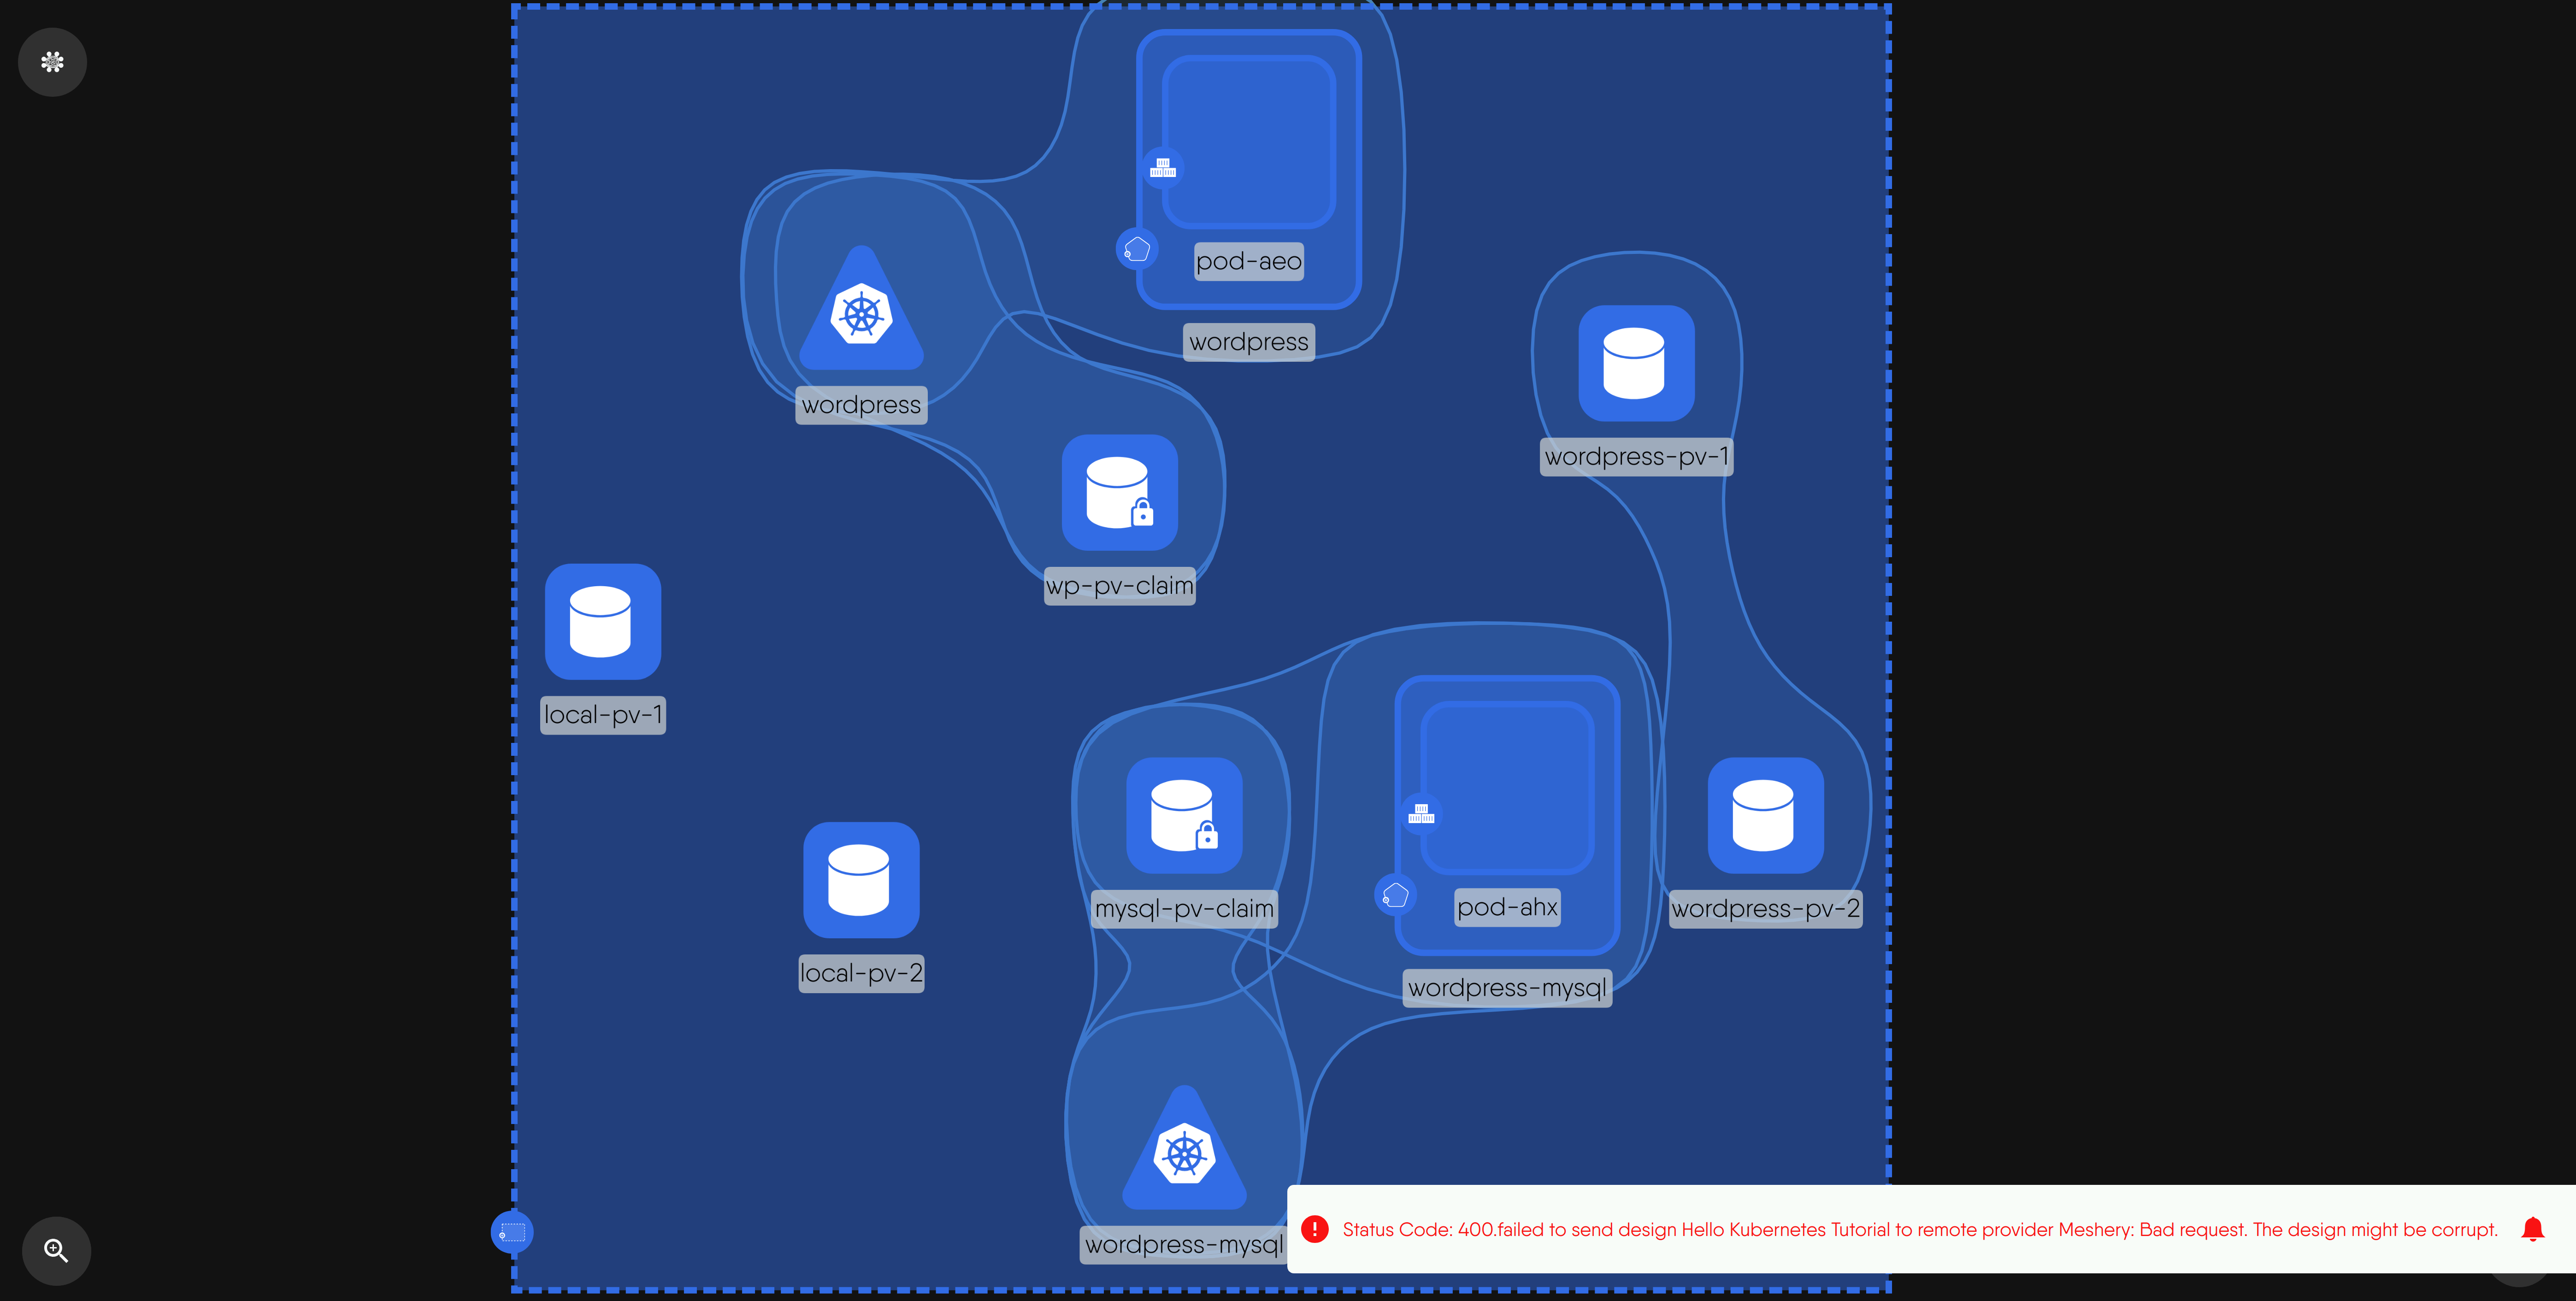 pod-aeo
wordpress
wordpress
wordpress-pv-1
wp-pv-claim
local-pv-1
mysql-pv-claim
pod-ahx
wordpress-pv-2
local-pv-2
wordpress-mysql
wordpress-mysql
Status Code: 400.failed to send design Hello Kubernetes Tutorial to remote provider Meshery: Bad request. The design might be corrupt.